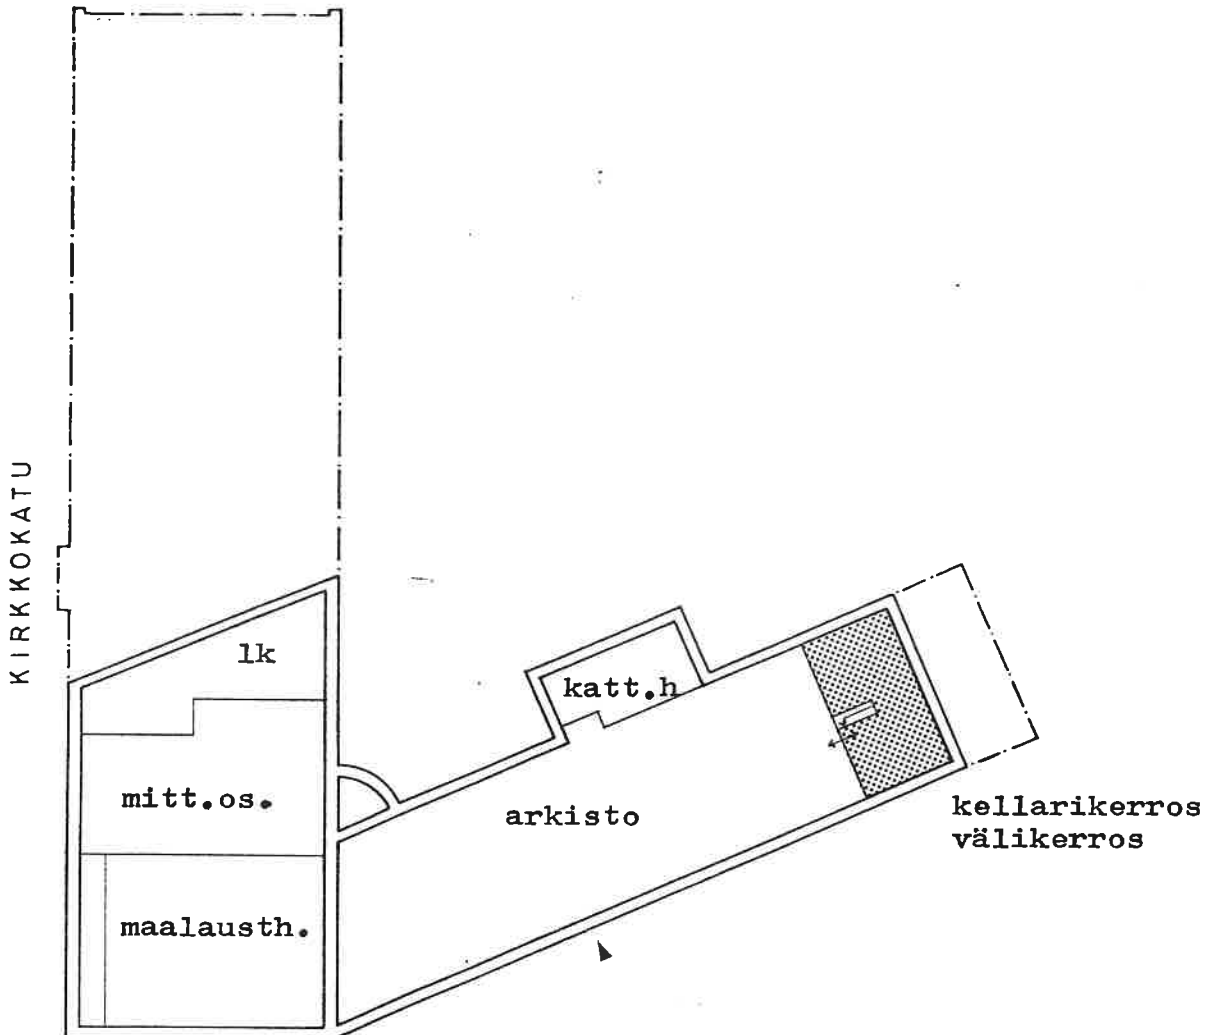 KIRKKOKATU
lk
katt.h
mitt.os.
arkisto
kellarikerros
välikerros
maalausth.